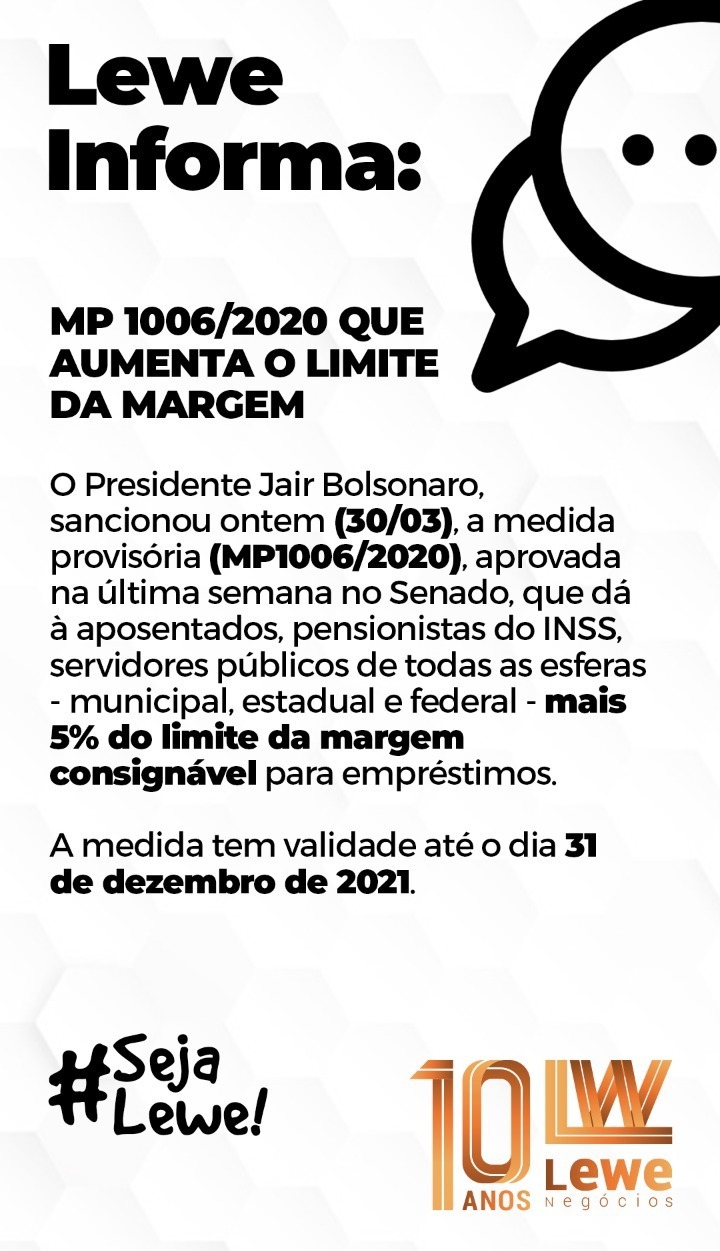 Lewe
Informa:
MP 1006/2020 QUE
AUMENTA O LIMITE
DA MARGEM
O Presidente Jair Bolsonaro,
sancionou ontem (30/03), a medida
provisória (MP1006/2020), aprovada
na última semana no Senado, que dá
à aposentados, pensionistas do INSS,
servidores públicos de todas as esferas
- municipal, estadual e federal - mais
5% do limite da margem
consignável para empréstimos.
A medida tem validade até o dia 31
de dezembro de 2021.
#Seja
Lewe!
10 LW
ANOS Lewe
Negócios